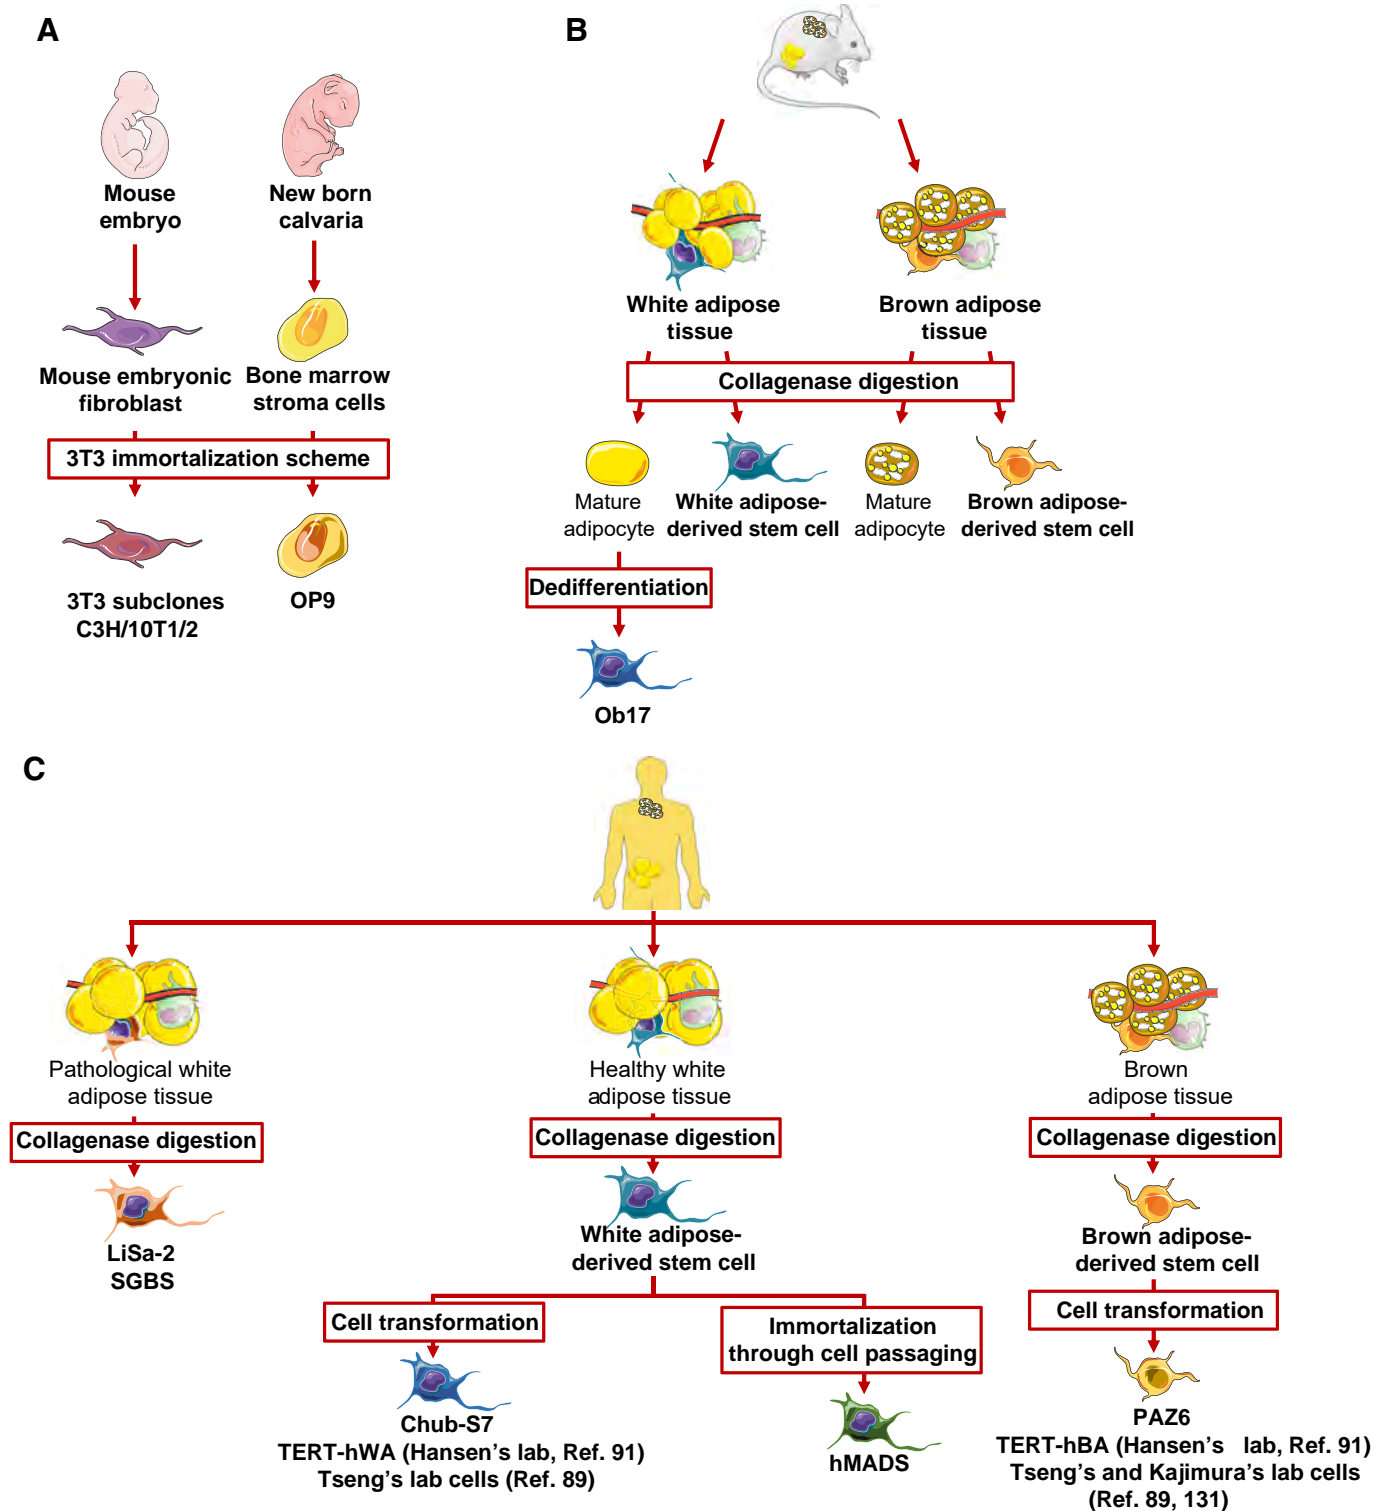 A
Mouse
embryo
New born
calvaria
Mouse embryonic
fibroblast
Bone marrow
stroma cells
3T3 immortalization scheme
3T3 subclones
C3H/10T1/2
OP9
B
White adipose
tissue
Brown adipose
tissue
Collagenase digestion
Mature
adipocyte
White adipose-
derived stem cell
Mature
adipocyte
Brown adipose-
derived stem cell
Dedifferentiation
Ob17
C
Pathological white
adipose tissue
Collagenase digestion
LiSa-2
SGBS
Healthy white
adipose tissue
Collagenase digestion
White adipose-
derived stem cell
Cell transformation
Chub-S7
TERT-hWA (Hansen's lab, Ref. 91)
Tseng's lab cells (Ref. 89)
Immortalization
through cell passaging
hMADS
Brown
adipose tissue
Collagenase digestion
Brown adipose-
derived stem cell
Cell transformation
PAZ6
TERT-hBA (Hansen's lab, Ref. 91)
Tseng's and Kajimura's lab cells
(Ref. 89, 131)